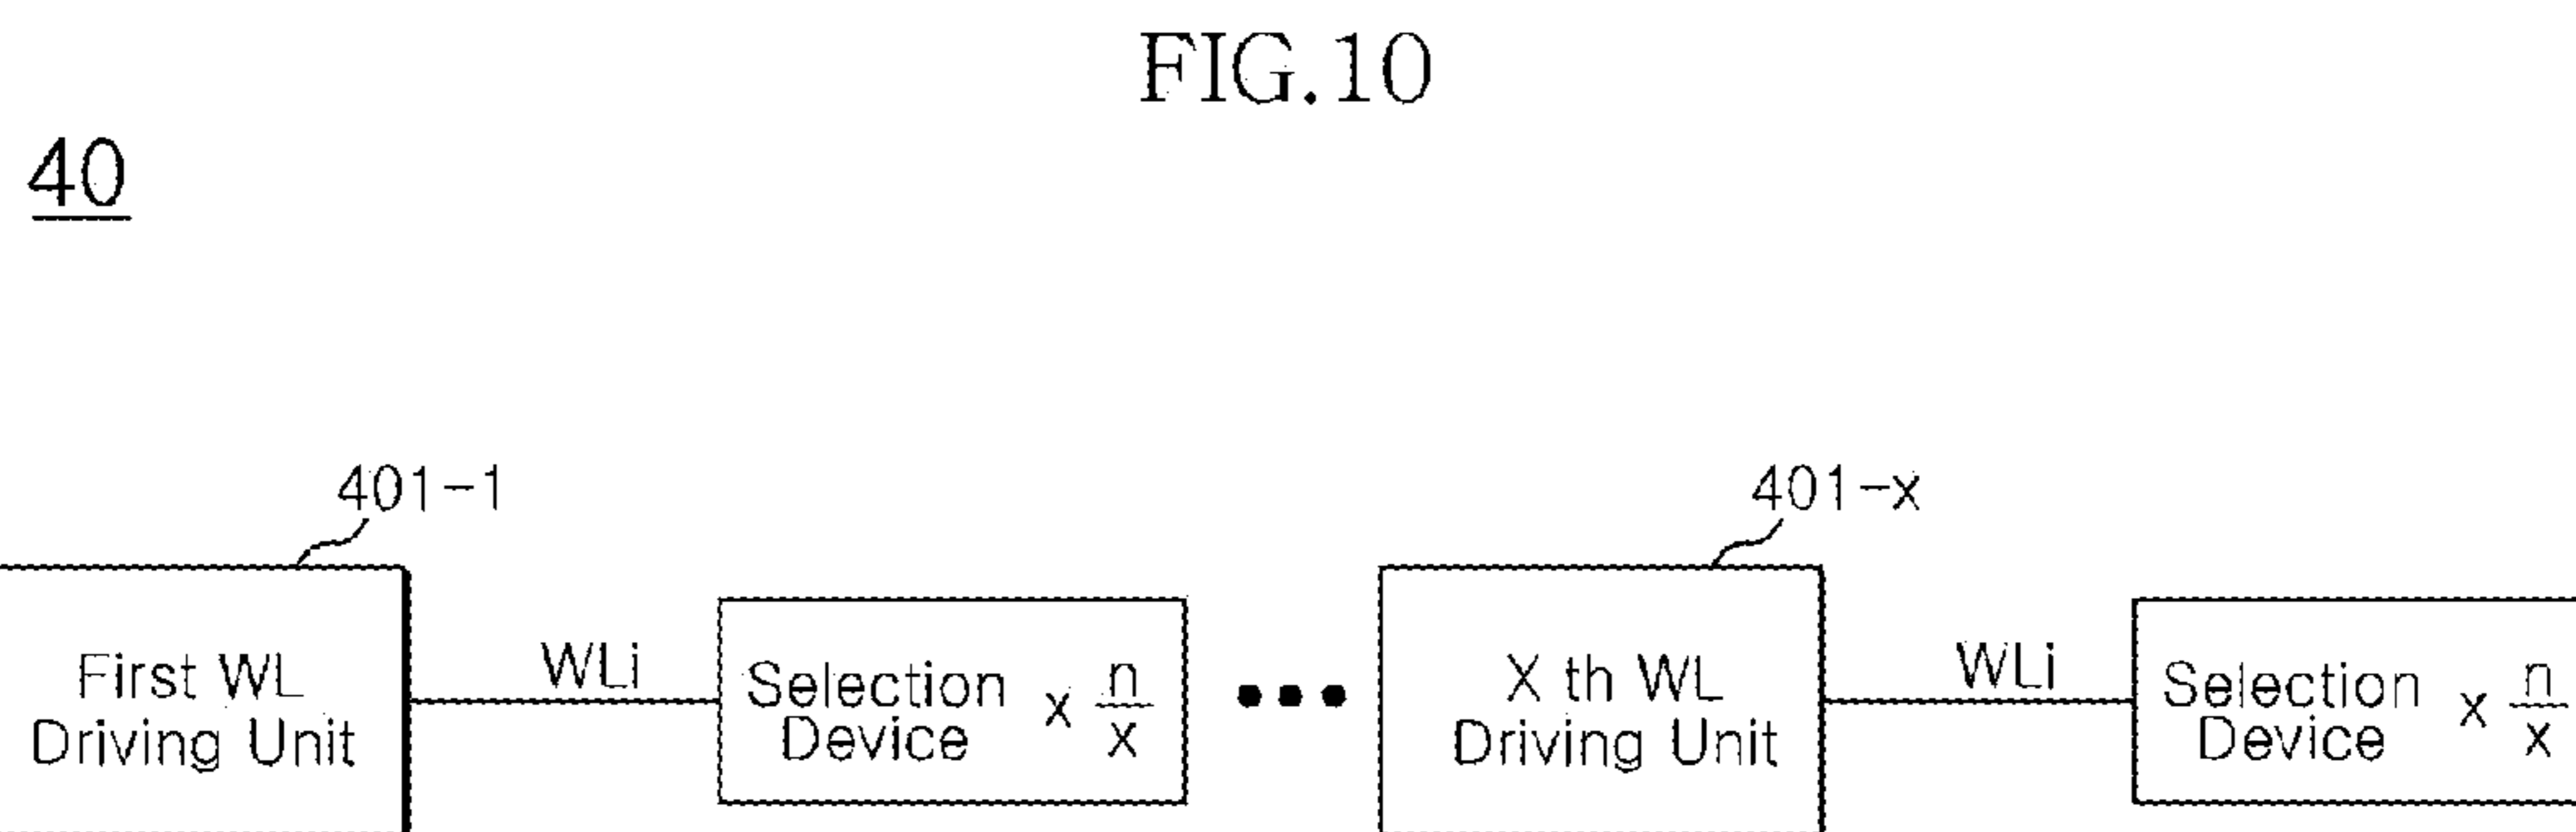 FIG.10
40
401-1
401-x
First WL
Driving Unit
WLi
Selection
Device
x n/x
X th WL
Driving Unit
WLi
Selection
Device
x n/x